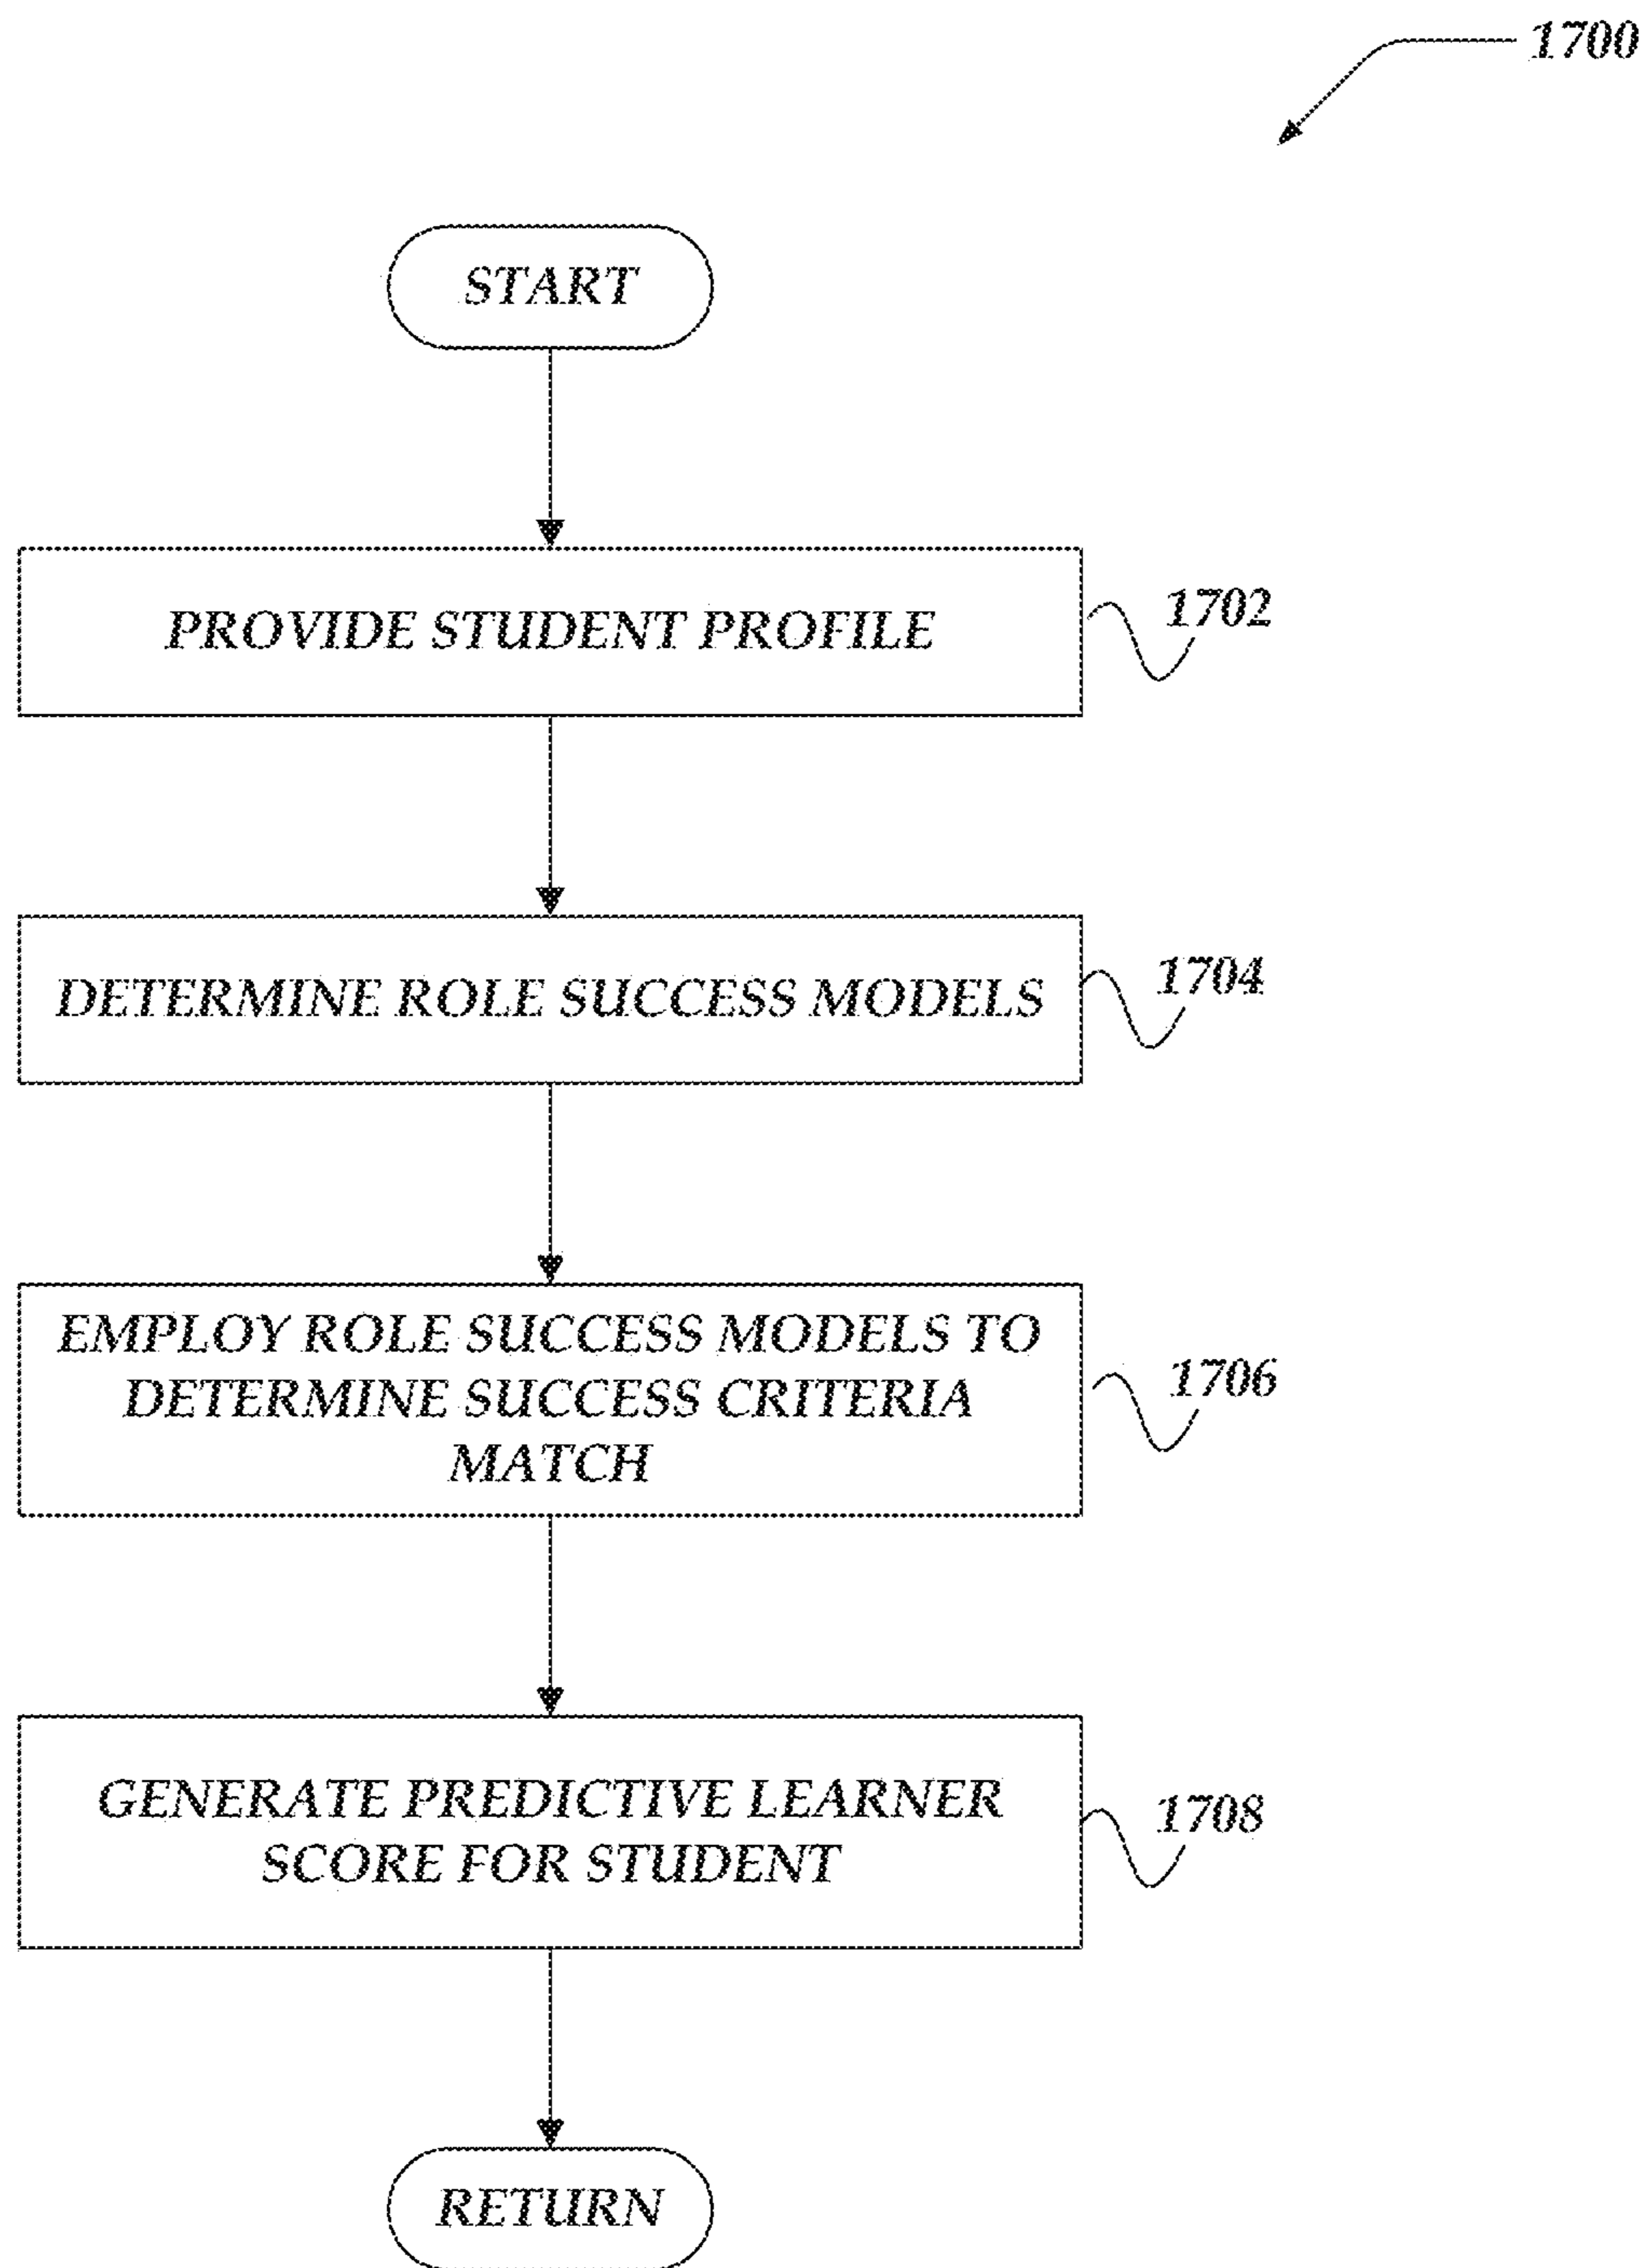 1700
START
PROVIDE STUDENT PROFILE
1702
DETERMINE ROLE SUCCESS MODELS
1704
EMPLOY ROLE SUCCESS MODELS TO
DETERMINE SUCCESS CRITERIA
MATCH
1706
GENERATE PREDICTIVE LEARNER
SCORE FOR STUDENT
1708
RETURN